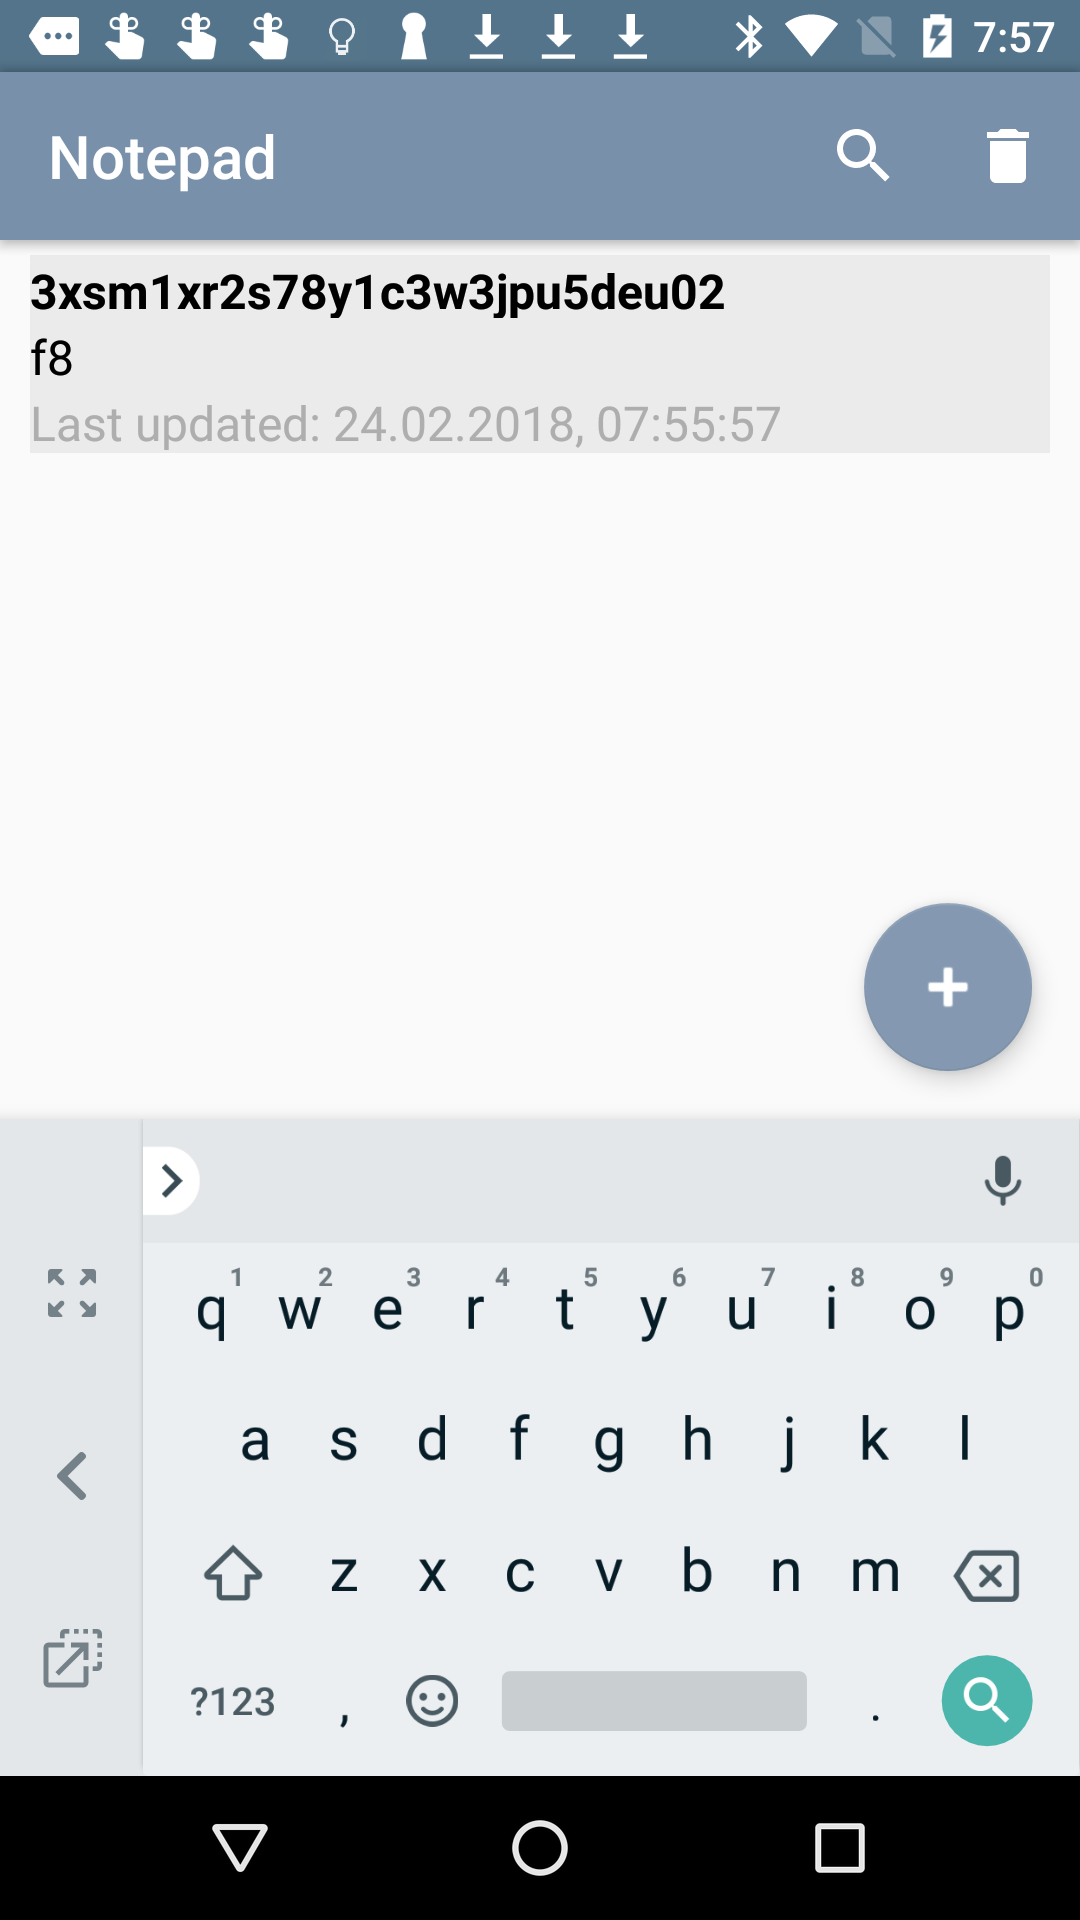 7:57
Notepad
3xsm1xr2s78y1c3w3jpu5deu02
f8
Last updated: 24.02.2018, 07:55:57
1 2 3 4 5 6 7 8 9 0
q w e r t y u i o p
a s d f g h j k l
z x c v b n m
?123 , .